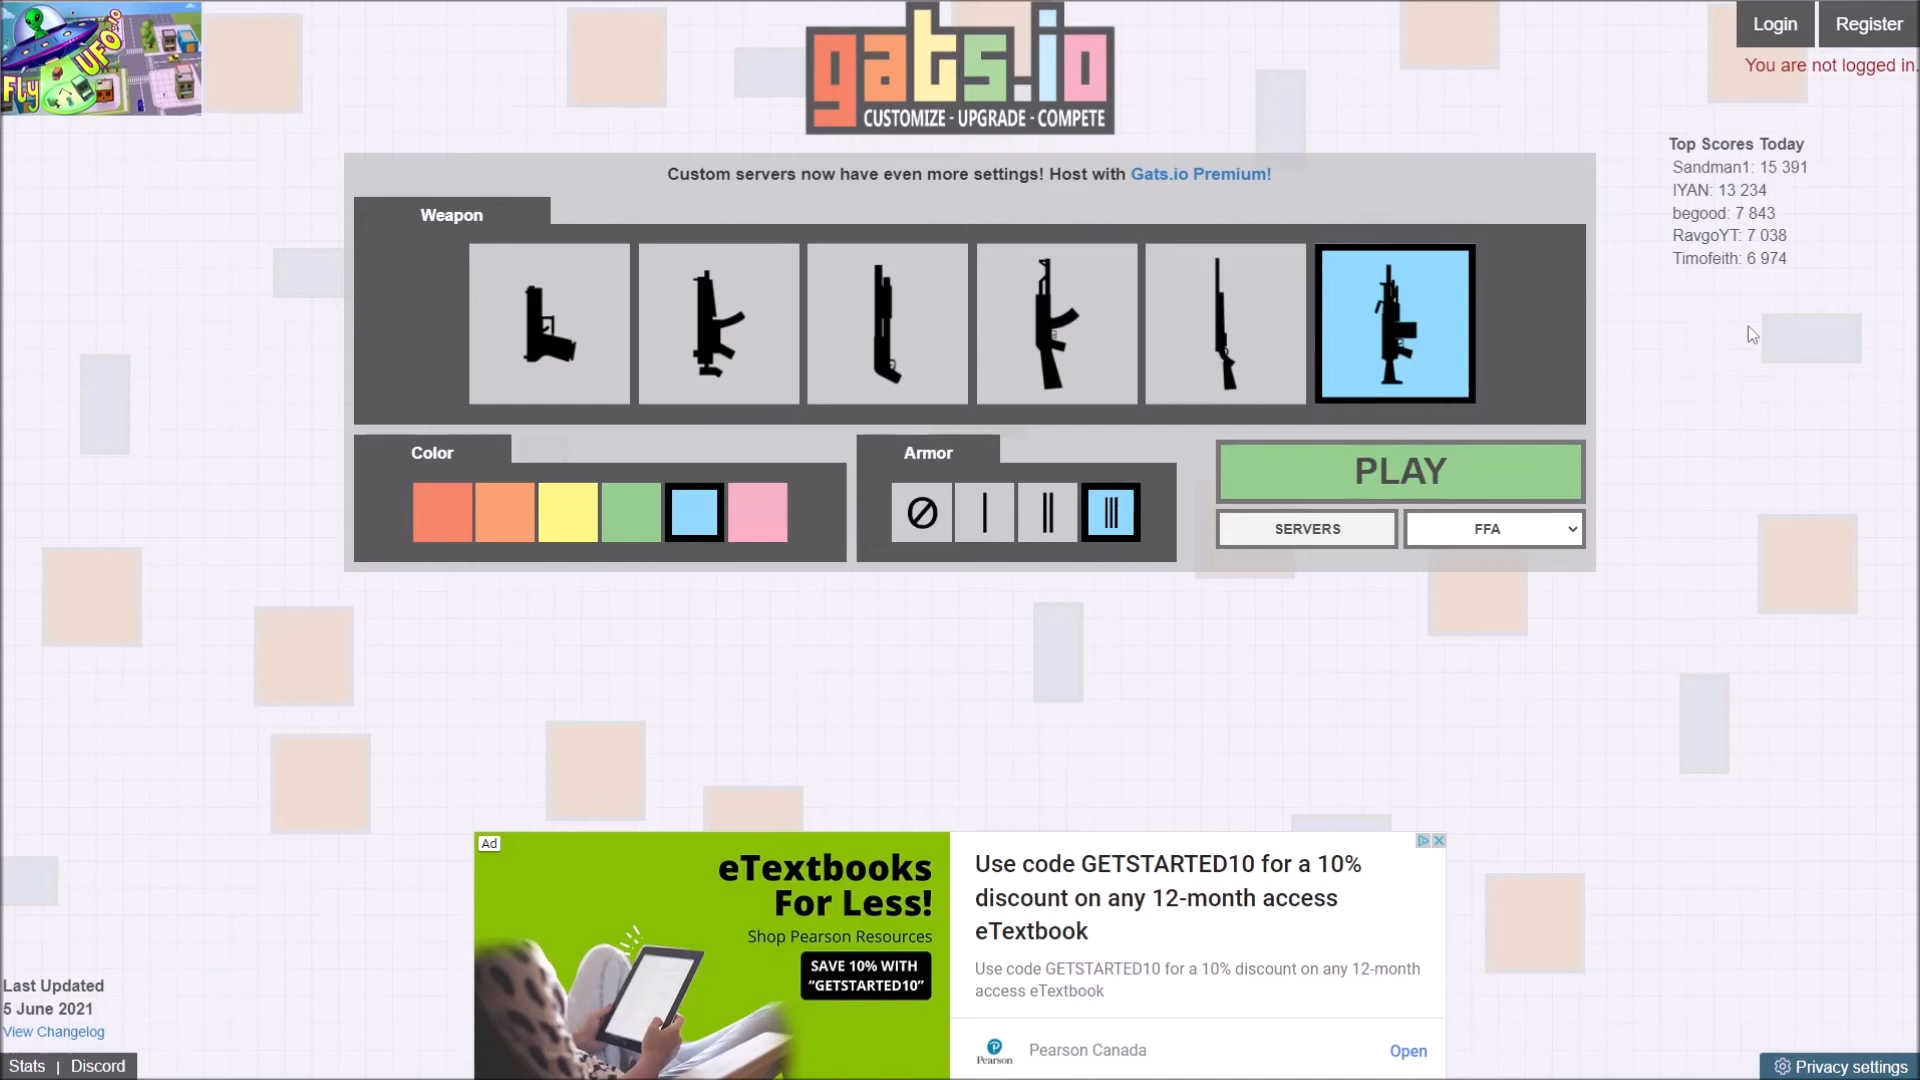 Fly UFO.io
gats.io
CUSTOMIZE - UPGRADE - COMPETE
Login
Register
You are not logged in.
Top Scores Today
Sandman1: 15 391
IYAN: 13 234
begood: 7 843
RavgoYT: 7 038
Timofeith: 6 974
Custom servers now have even more settings! Host with Gats.io Premium!
Weapon
Color
Armor
PLAY
SERVERS
FFA
Ad
eTextbooks
For Less!
Shop Pearson Resources
SAVE 10% WITH
“GETSTARTED10”
Use code GETSTARTED10 for a 10%
discount on any 12-month access
eTextbook
Use code GETSTARTED10 for a 10% discount on any 12-month
access eTextbook
Pearson
Pearson Canada
Open
Last Updated
5 June 2021
View Changelog
Stats | Discord
Privacy settings